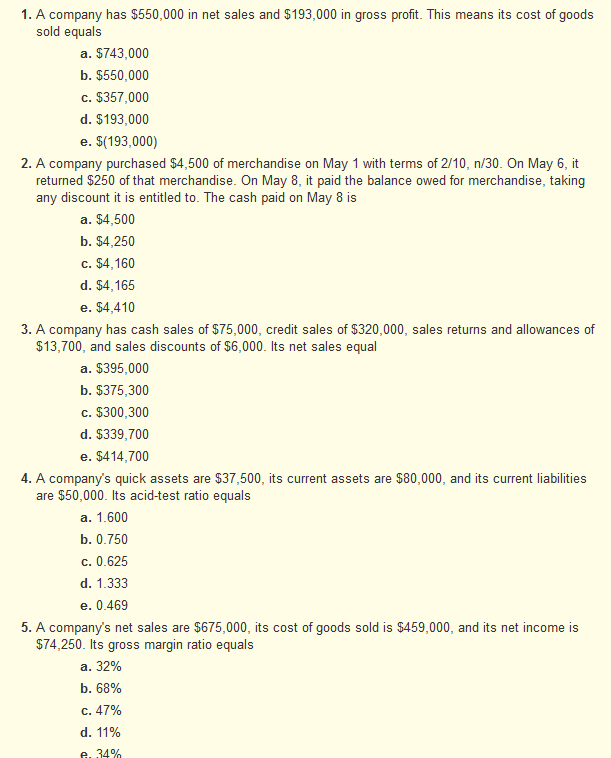 1. A company has $550,000 in net sales and $193,000 in gross profit. This means its cost of goods
sold equals
a. $743,000
b. $550,000
c. $357,000
d. $193,000
e. $(193,000)
2. A company purchased $4,500 of merchandise on May 1 with terms of 2/10, n/30. On May 6, it
returned $250 of that merchandise. On May 8, it paid the balance owed for merchandise, taking
any discount it is entitled to. The cash paid on May 8 is
a. $4,500
b. $4,250
c. $4,160
d. $4,165
e. $4,410
3. A company has cash sales of $75,000, credit sales of $320,000, sales returns and allowances of
$13,700, and sales discounts of $6,000. Its net sales equal
a. $395,000
b. $375,300
c. $300,300
d. $339,700
e. $414,700
4. A company's quick assets are $37,500, its current assets are $80,000, and its current liabilities
are $50,000. Its acid-test ratio equals
a. 1.600
b. 0.750
c. 0.625
d. 1.333
e. 0.469
5. A company's net sales are $675,000, its cost of goods sold is $459,000, and its net income is
$74,250. Its gross margin ratio equals
a. 32%
b. 68%
c. 47%
d. 11%
e. 34%